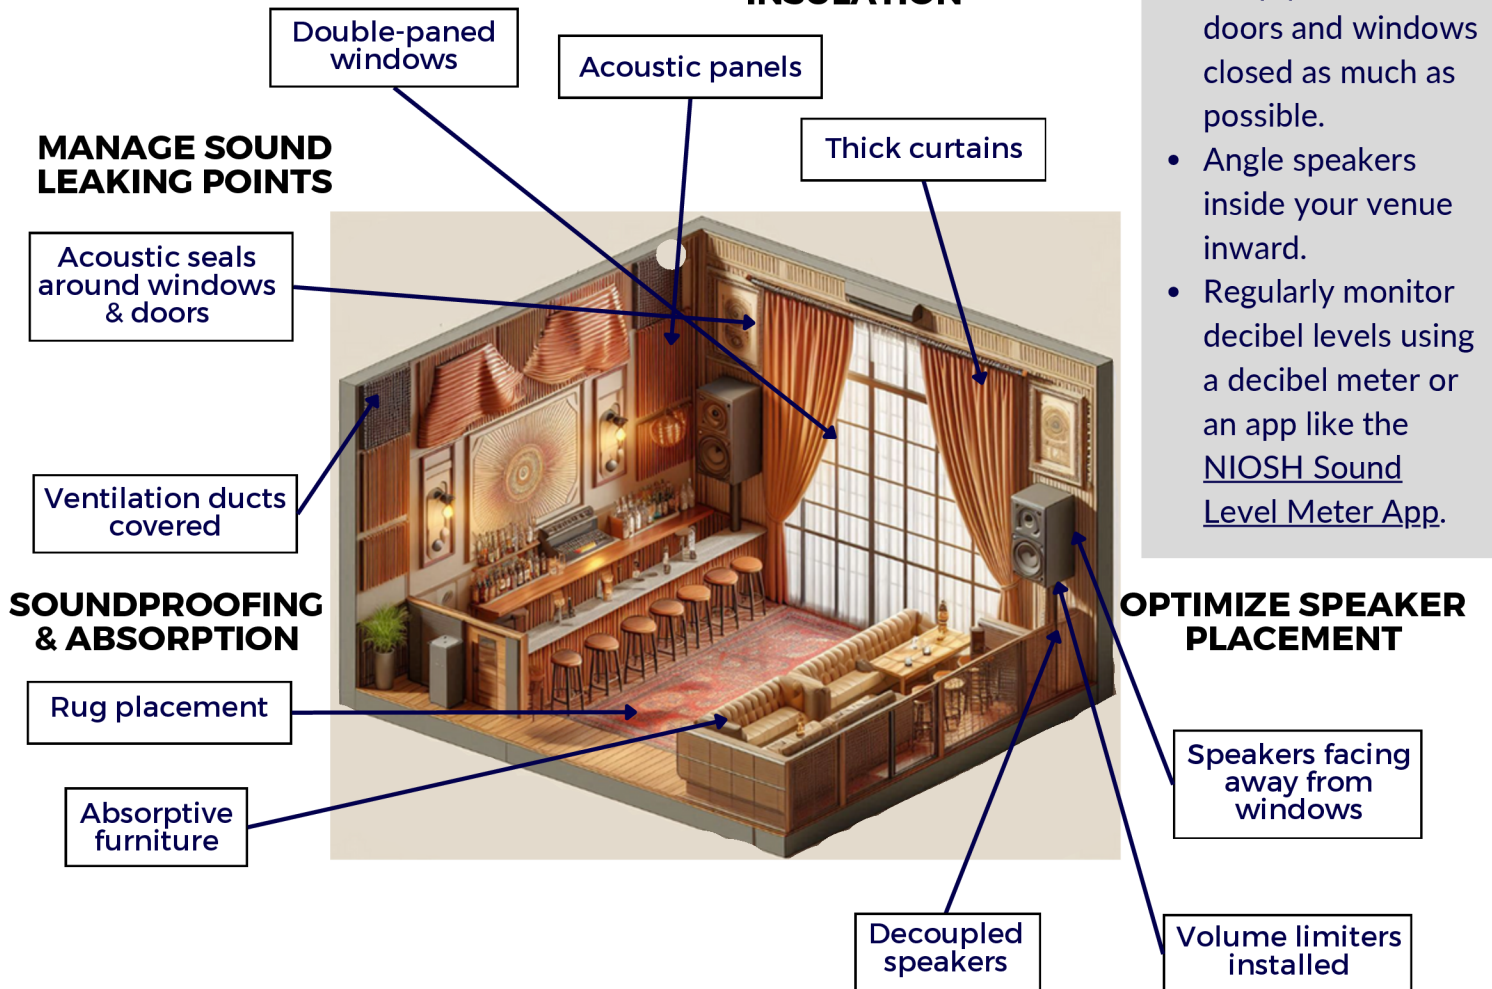 INSULATION
Double-paned
windows
Acoustic panels
Thick curtains
MANAGE SOUND
LEAKING POINTS
Acoustic seals
around windows
& doors
Ventilation ducts
covered
SOUNDPROOFING
& ABSORPTION
Rug placement
Absorptive
furniture
doors and windows
closed as much as
possible.
• Angle speakers
inside your venue
inward.
• Regularly monitor
decibel levels using
a decibel meter or
an app like the
NIOSH Sound
Level Meter App.
OPTIMIZE SPEAKER
PLACEMENT
Speakers facing
away from
windows
Decoupled
speakers
Volume limiters
installed